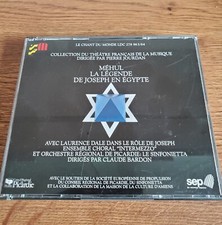 LE CHANT DU MONDE LDC 278 841/42
COLLECTION DU THÉÂTRE FRANÇAIS DE LA MUSIQUE
DIRIGÉE PAR PIERRE JOURDAN
MÉHUL
LA LÉGENDE
DE JOSEPH EN ÉGYPTE
AVEC LAURENCE DALE DANS LE RÔLE DE JOSEPH
ENSEMBLE CHORAL "INTERMEZZO"
ET ORCHESTRE RÉGIONAL DE PICARDIE: LE SINFONIETTA
DIRIGÉS PAR CLAUDE BARDON
AVEC LE SOUTIEN DE LA SOCIÉTÉ EUROPÉENNE DE PROPULSION
DU CONSEIL RÉGIONAL DE PICARDIE, DE SINFONIETTA
ET LA COLLABORATION DE LA MAISON DE LA CULTURE D'AMIENS
Picardie
sep